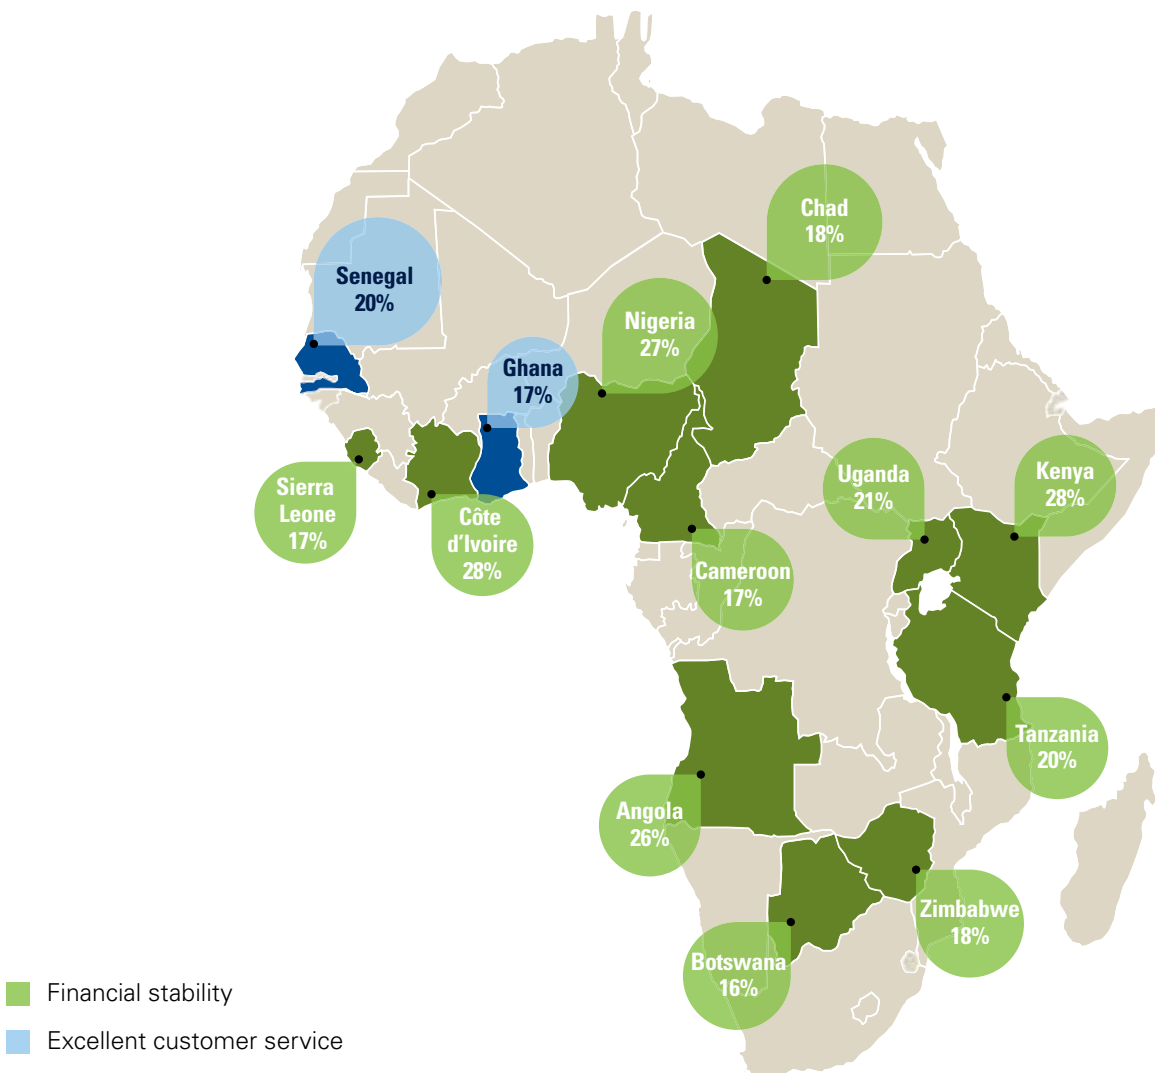 Chad
18%
Senegal
20%
Nigeria
27%
Ghana
17%
Uganda
21%
Kenya
28%
Sierra
Leone
17%
Côte
d'Ivoire
28%
Cameroon
17%
Tanzania
20%
Angola
26%
Zimbabwe
18%
Botswana
16%
Financial stability
Excellent customer service